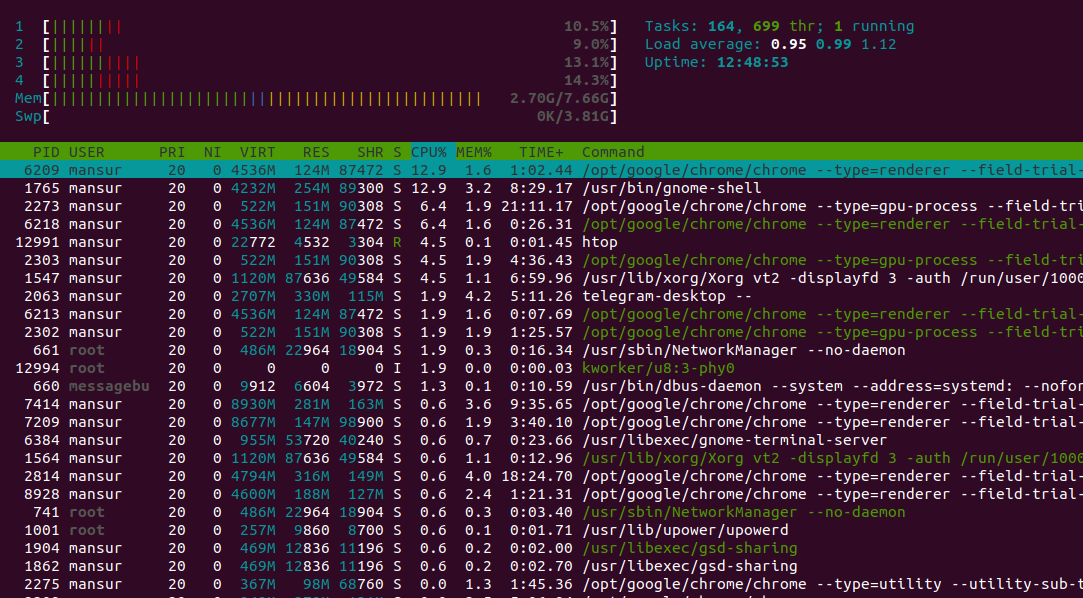 1 [|||||||| 10.5%] Tasks: 164, 699 thr; 1 running
2 [|||||| 9.0%] Load average: 0.95 0.99 1.12
3 [|||||||||| 13.1%] Uptime: 12:48:53
4 [|||||||||| 14.3%]
Mem[|||||||||||||||||||||||||||||||||||||||||||||||| 2.70G/7.66G]
Swp[ 0K/3.81G]
PID USER PRI NI VIRT RES SHR S CPU% MEM% TIME+ Command
6209 mansur 20 0 4536M 124M 87472 S 12.9 1.6 1:02.44 /opt/google/chrome/chrome --type=renderer --field-trial-
1765 mansur 20 0 4232M 254M 89300 S 12.9 3.2 8:29.17 /usr/bin/gnome-shell
2273 mansur 20 0 522M 151M 90308 S 6.4 1.9 21:11.17 /opt/google/chrome/chrome --type=gpu-process --field-tri
6218 mansur 20 0 4536M 124M 87472 S 6.4 1.6 0:26.31 /opt/google/chrome/chrome --type=renderer --field-trial-
12991 mansur 20 0 22772 4532 3304 R 4.5 0.1 0:01.45 htop
2303 mansur 20 0 522M 151M 90308 S 4.5 1.9 4:36.43 /opt/google/chrome/chrome --type=gpu-process --field-tri
1547 mansur 20 0 1120M 87636 49584 S 4.5 1.1 6:59.96 /usr/lib/xorg/Xorg vt2 -displayfd 3 -auth /run/user/1000
2063 mansur 20 0 2707M 330M 115M S 1.9 4.2 5:11.26 telegram-desktop --
6213 mansur 20 0 4536M 124M 87472 S 1.9 1.6 0:07.69 /opt/google/chrome/chrome --type=renderer --field-trial-
2302 mansur 20 0 522M 151M 90308 S 1.9 1.9 1:25.57 /opt/google/chrome/chrome --type=gpu-process --field-tri
661 root 20 0 486M 22964 18904 S 1.9 0.3 0:16.34 /usr/sbin/NetworkManager --no-daemon
12994 root 20 0 0 0 0 I 1.9 0.0 0:00.03 kworker/u8:3-phy0
660 messagebu 20 0 9912 6604 3972 S 1.3 0.1 0:10.59 /usr/bin/dbus-daemon --system --address=systemd: --nofor
7414 mansur 20 0 8930M 281M 163M S 0.6 3.6 9:35.65 /opt/google/chrome/chrome --type=renderer --field-trial-
7209 mansur 20 0 8677M 147M 98900 S 0.6 1.9 3:40.10 /opt/google/chrome/chrome --type=renderer --field-trial-
6384 mansur 20 0 955M 53720 40240 S 0.6 0.7 0:23.66 /usr/libexec/gnome-terminal-server
1564 mansur 20 0 1120M 87636 49584 S 0.6 1.1 0:12.96 /usr/lib/xorg/Xorg vt2 -displayfd 3 -auth /run/user/1000
2814 mansur 20 0 4794M 316M 149M S 0.6 4.0 18:24.70 /opt/google/chrome/chrome --type=renderer --field-trial-
8928 mansur 20 0 4600M 188M 127M S 0.6 2.4 1:21.31 /opt/google/chrome/chrome --type=renderer --field-trial-
741 root 20 0 486M 22964 18904 S 0.6 0.3 0:03.40 /usr/sbin/NetworkManager --no-daemon
1001 root 20 0 257M 9860 8700 S 0.6 0.1 0:01.71 /usr/lib/upower/upowerd
1904 mansur 20 0 469M 12836 11196 S 0.6 0.2 0:02.00 /usr/libexec/gsd-sharing
1862 mansur 20 0 469M 12836 11196 S 0.6 0.2 0:02.70 /usr/libexec/gsd-sharing
2275 mansur 20 0 367M 98M 68760 S 0.0 1.3 1:45.36 /opt/google/chrome/chrome --type=utility --utility-sub-t